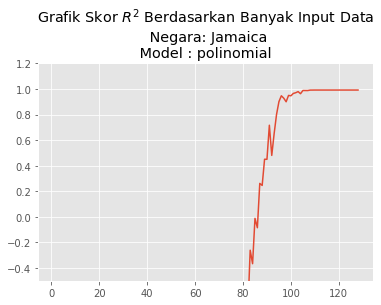 Grafik Skor $R^2$ Berdasarkan Banyak Input Data
Negara: Jamaica
Model : polinomial
1.2
1.0
0.8
0.6
0.4
0.2
0.0
−0.2
−0.4
0 20 40 60 80 100 120